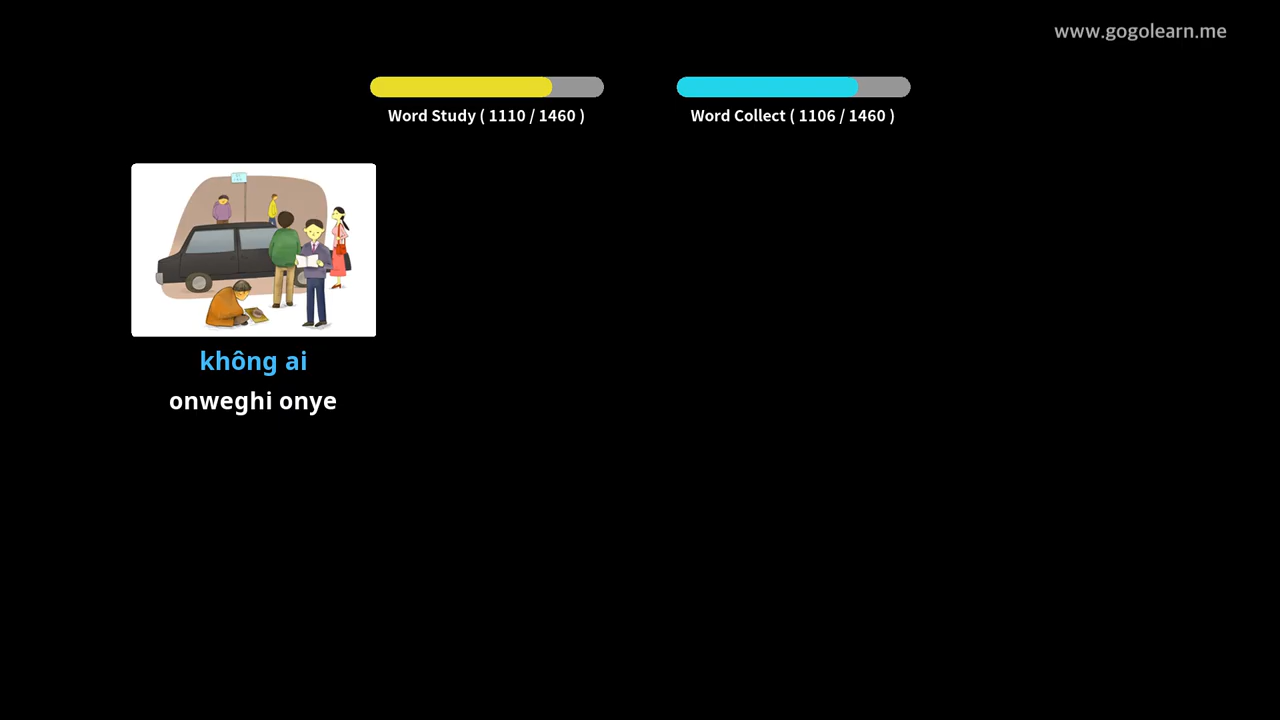 www.gogolearn.me
Word Study ( 1110 / 1460 )
Word Collect ( 1106 / 1460 )
không ai
onweghi onye